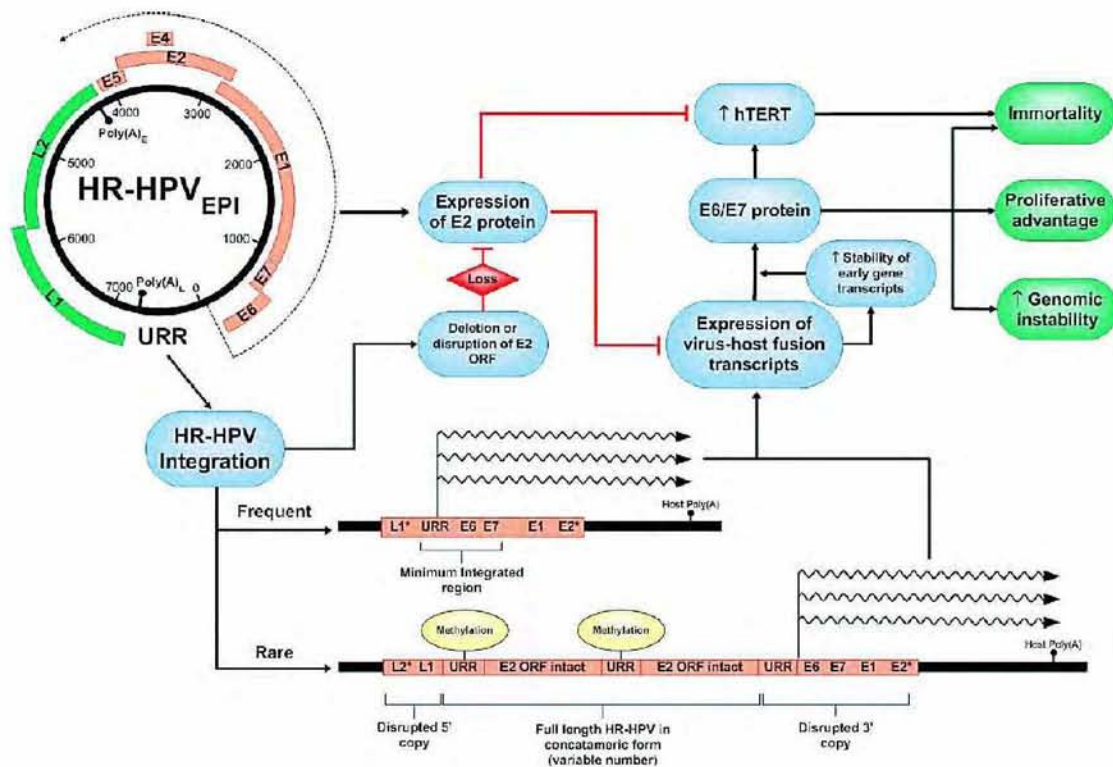 E4
E2
E5
4000
3000
Poly(A)E
L2
5000
2000
E1
HR-HPVEPI
6000
1000
L1
7000
Poly(A)L
0
E7
E6
URR
Expression
of E2 protein
Loss
Deletion or
disruption of E2
ORF
↑ hTERT
E6/E7 protein
↑ Stability of
early gene
transcripts
Expression of
virus-host fusion
transcripts
Immortality
Proliferative
advantage
↑ Genomic
instability
HR-HPV
Integration
Frequent
L1* URR E6 E7 E1 E2*
Host Poly(A)
Minimum Integrated
region
Rare
Methylation
Methylation
L2* L1 URR E2 ORF intact URR E2 ORF intact URR E6 E7 E1 E2*
Host Poly(A)
Disrupted 5'
copy
Full length HR-HPV in
concatameric form
(variable number)
Disrupted 3'
copy